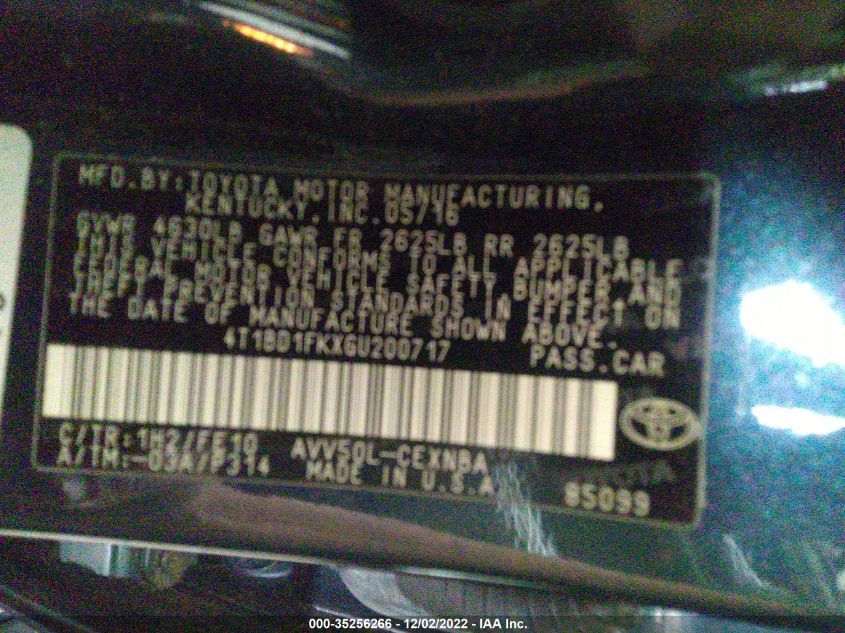 MFD.BY:TOYOTA MOTOR MANUFACTURING,
KENTUCKY,INC.05/16
GVWR 4630LB GAWR FR 2625LB RR 2625LB
THIS VEHICLE CONFORMS TO ALL APPLICABLE
FEDERAL MOTOR VEHICLE SAFETY BUMPER AND
THEFT PREVENTION STANDARDS IN EFFECT ON
THE DATE OF MANUFACTURE SHOWN ABOVE.
4T1BD1FKXGU200717 PASS.CAR
C/TR:1H2/FE10 AVV50L-CEXNBA
A/TM:-03A/P314 MADE IN U.S.A
TOYOTA
85099
000-35256266 - 12/02/2022 - IAA Inc.